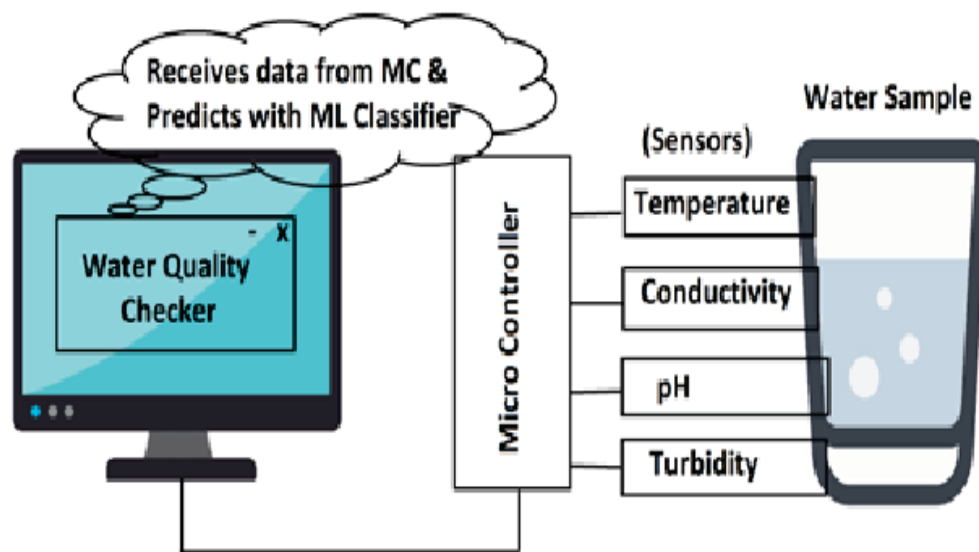 Receives data from MC &
Predicts with ML Classifier
Water Sample
(Sensors)
- X
Water Quality
Checker
Micro Controller
Temperature
Conductivity
pH
Turbidity